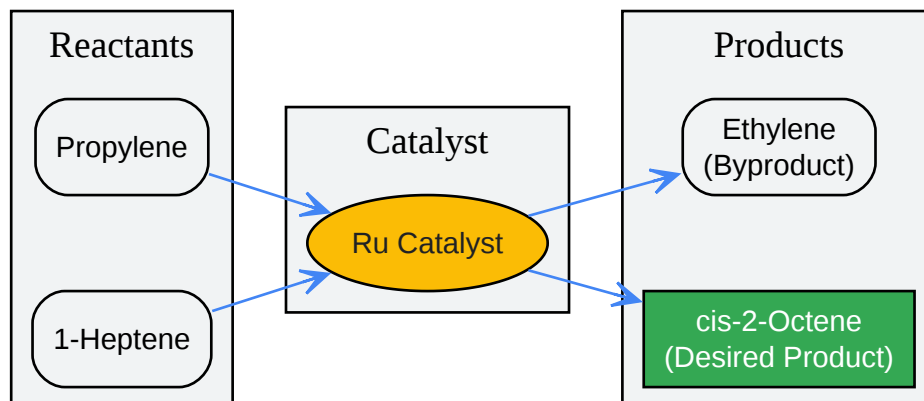 Reactants
Propylene
1-Heptene
Catalyst
Ru Catalyst
Products
Ethylene
(Byproduct)
cis-2-Octene
(Desired Product)